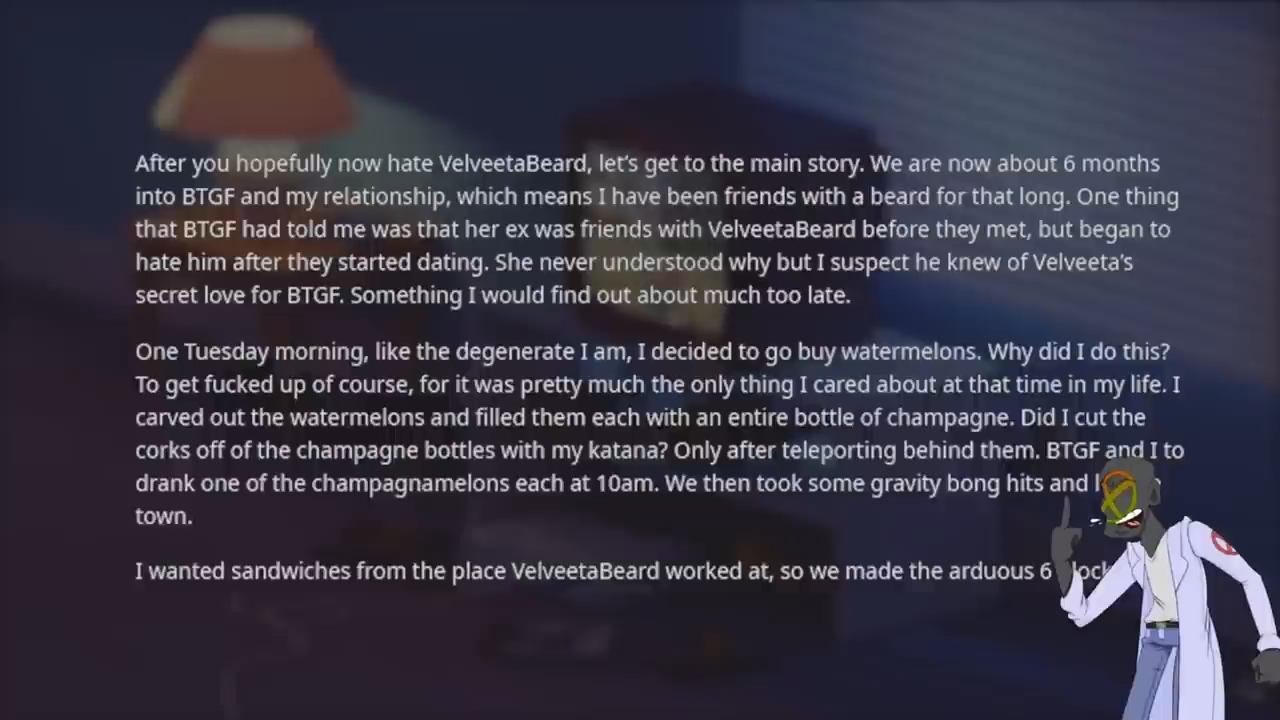 After you hopefully now hate VelveetaBeard, let's get to the main story. We are now about 6 months
into BTGF and my relationship, which means I have been friends with a beard for that long. One thing
that BTGF had told me was that her ex was friends with VelveetaBeard before they met, but began to
hate him after they started dating. She never understood why but I suspect he knew of Velveeta's
secret love for BTGF. Something I would find out about much too late.
One Tuesday morning, like the degenerate I am, I decided to go buy watermelons. Why did I do this?
To get fucked up of course, for it was pretty much the only thing I cared about at that time in my life. I
carved out the watermelons and filled them each with an entire bottle of champagne. Did I cut the
corks off of the champagne bottles with my katana? Only after teleporting behind them. BTGF and I to
drank one of the champagnamelons each at 10am. We then took some gravity bong hits and
town.
I wanted sandwiches from the place VelveetaBeard worked at, so we made the arduous 6